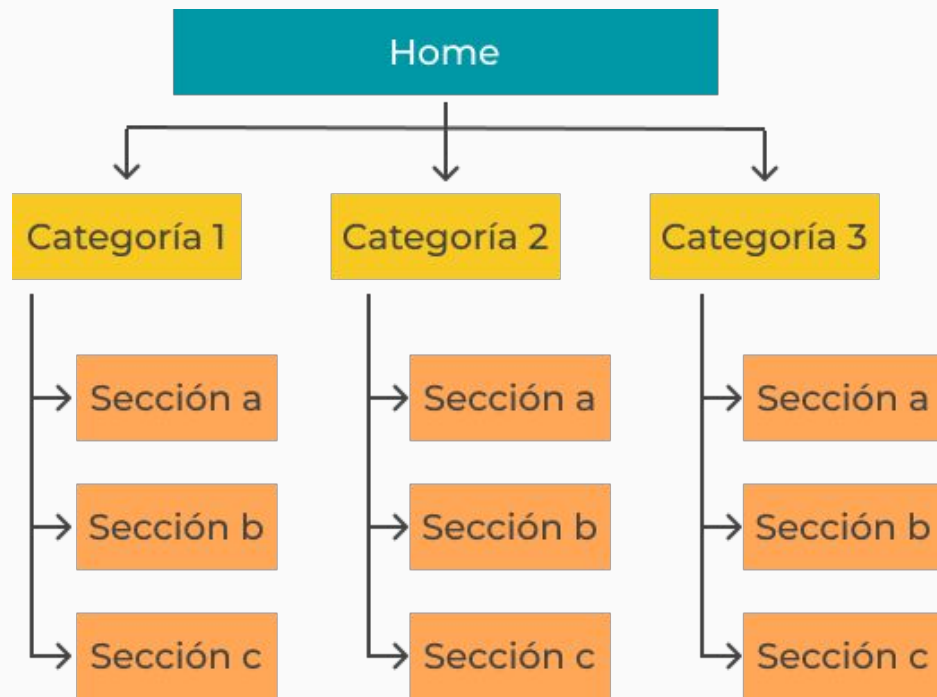 Home
Categoría 1
Categoría 2
Categoría 3
Sección a
Sección a
Sección a
Sección b
Sección b
Sección b
Sección c
Sección c
Sección c